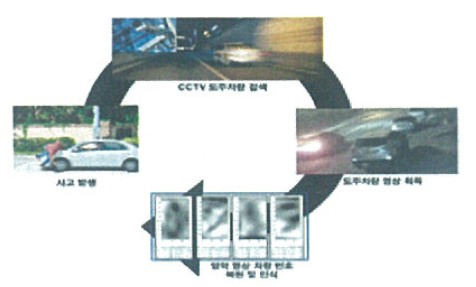 CCTV 도주차량 검색
사고 발생
도주차량 영상 획득
영상 차량 번호
복원 및 인식